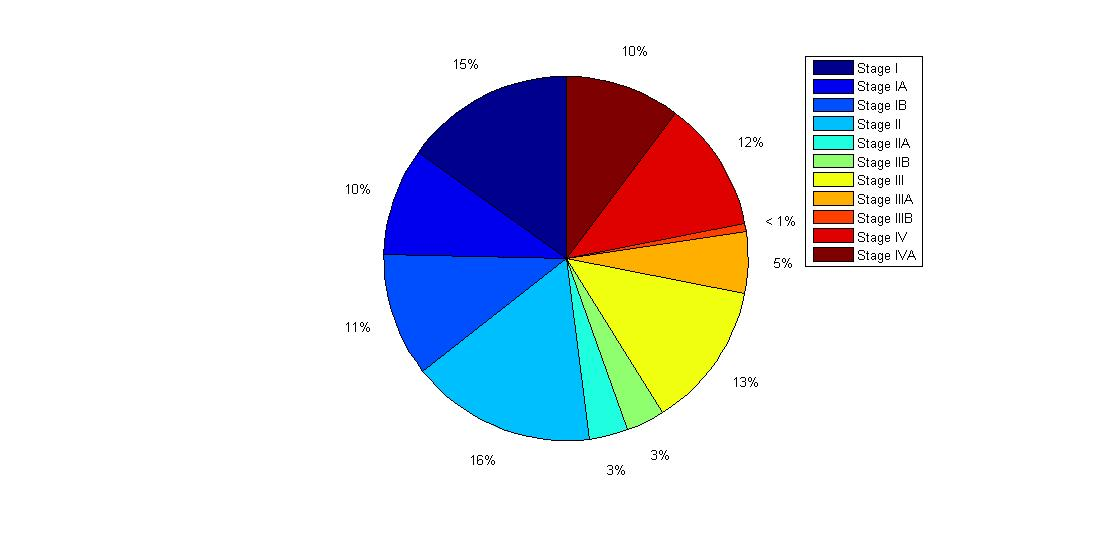 10%
15%
12%
10%
< 1%
5%
11%
13%
3%
16%
3%
Stage I
Stage IA
Stage IB
Stage II
Stage IIA
Stage IIB
Stage III
Stage IIIA
Stage IIIB
Stage IV
Stage IVA